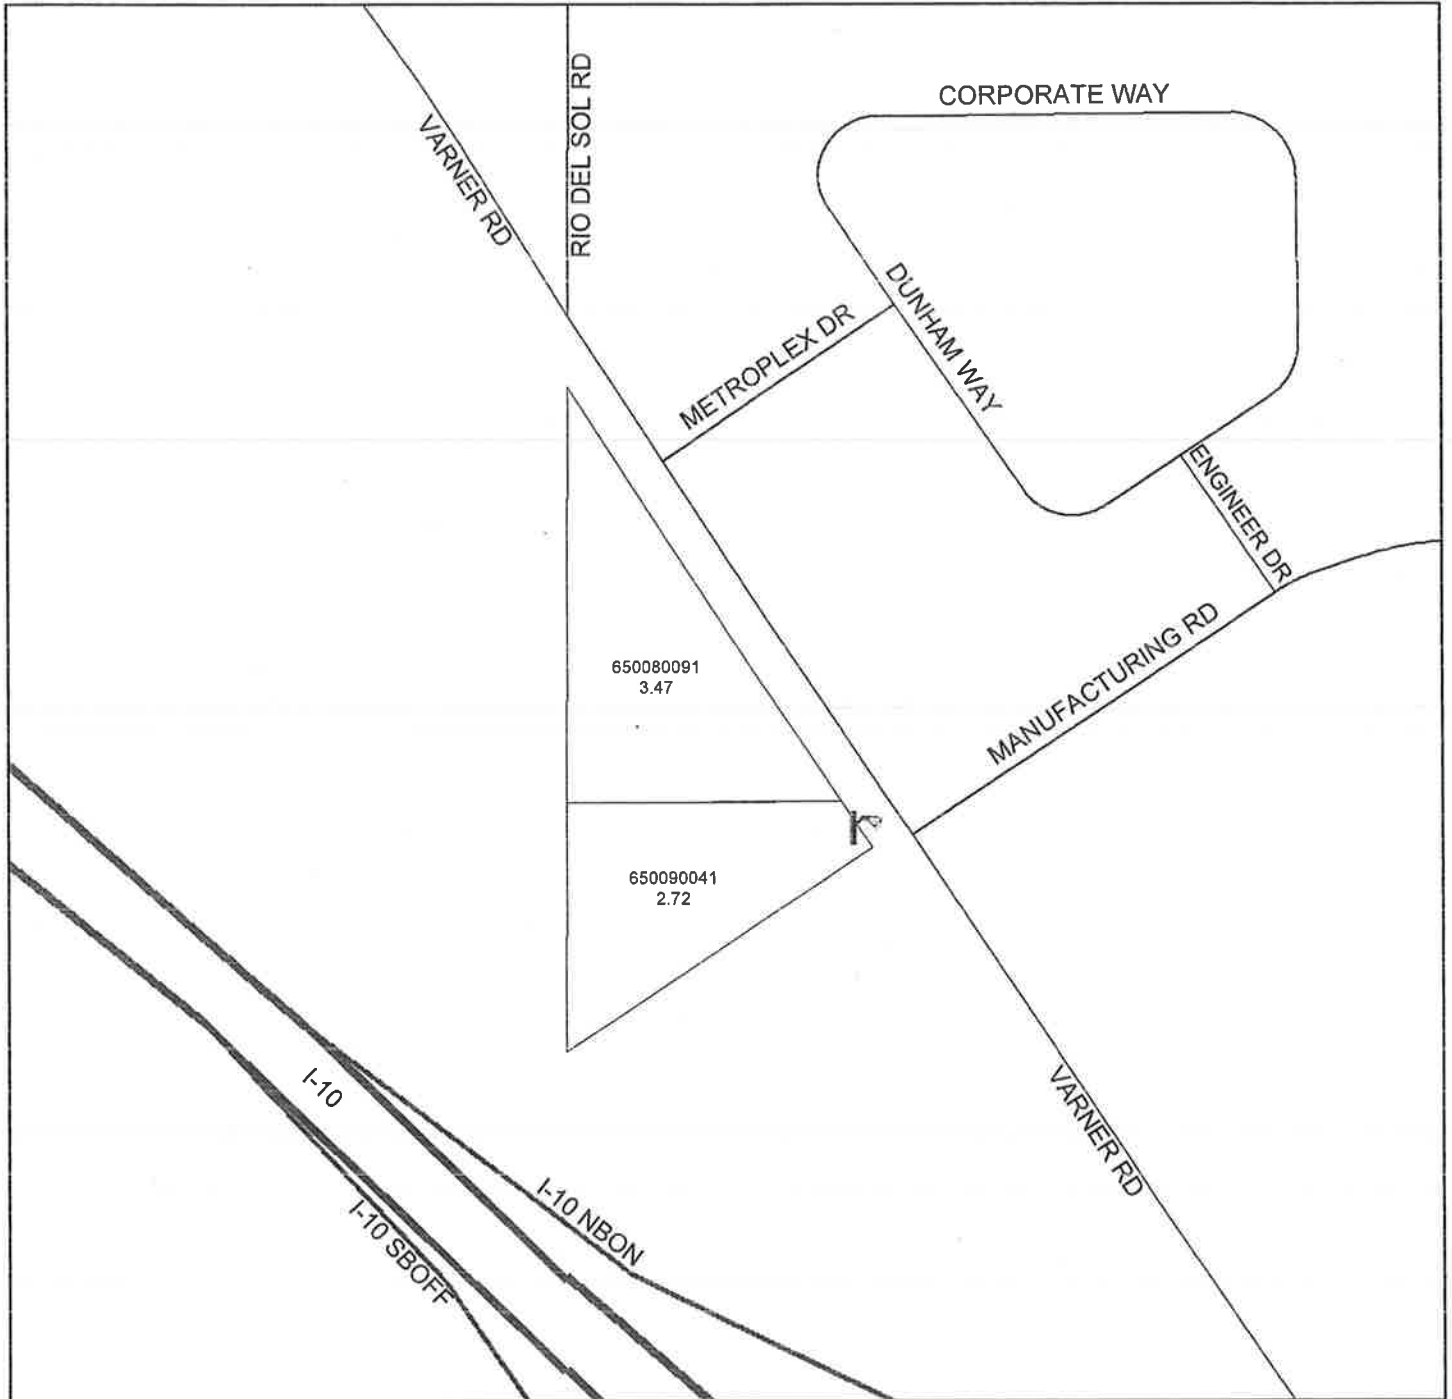 CORPORATE WAY
RIO DEL SOL RD
VARNER RD
DUNHAM WAY
METROPLEX DR
ENGINEER DR
MANUFACTURING RD
650080091
3.47
650090041
2.72
I-10
VARNER RD
I-10 NBON
I-10 SBOFF